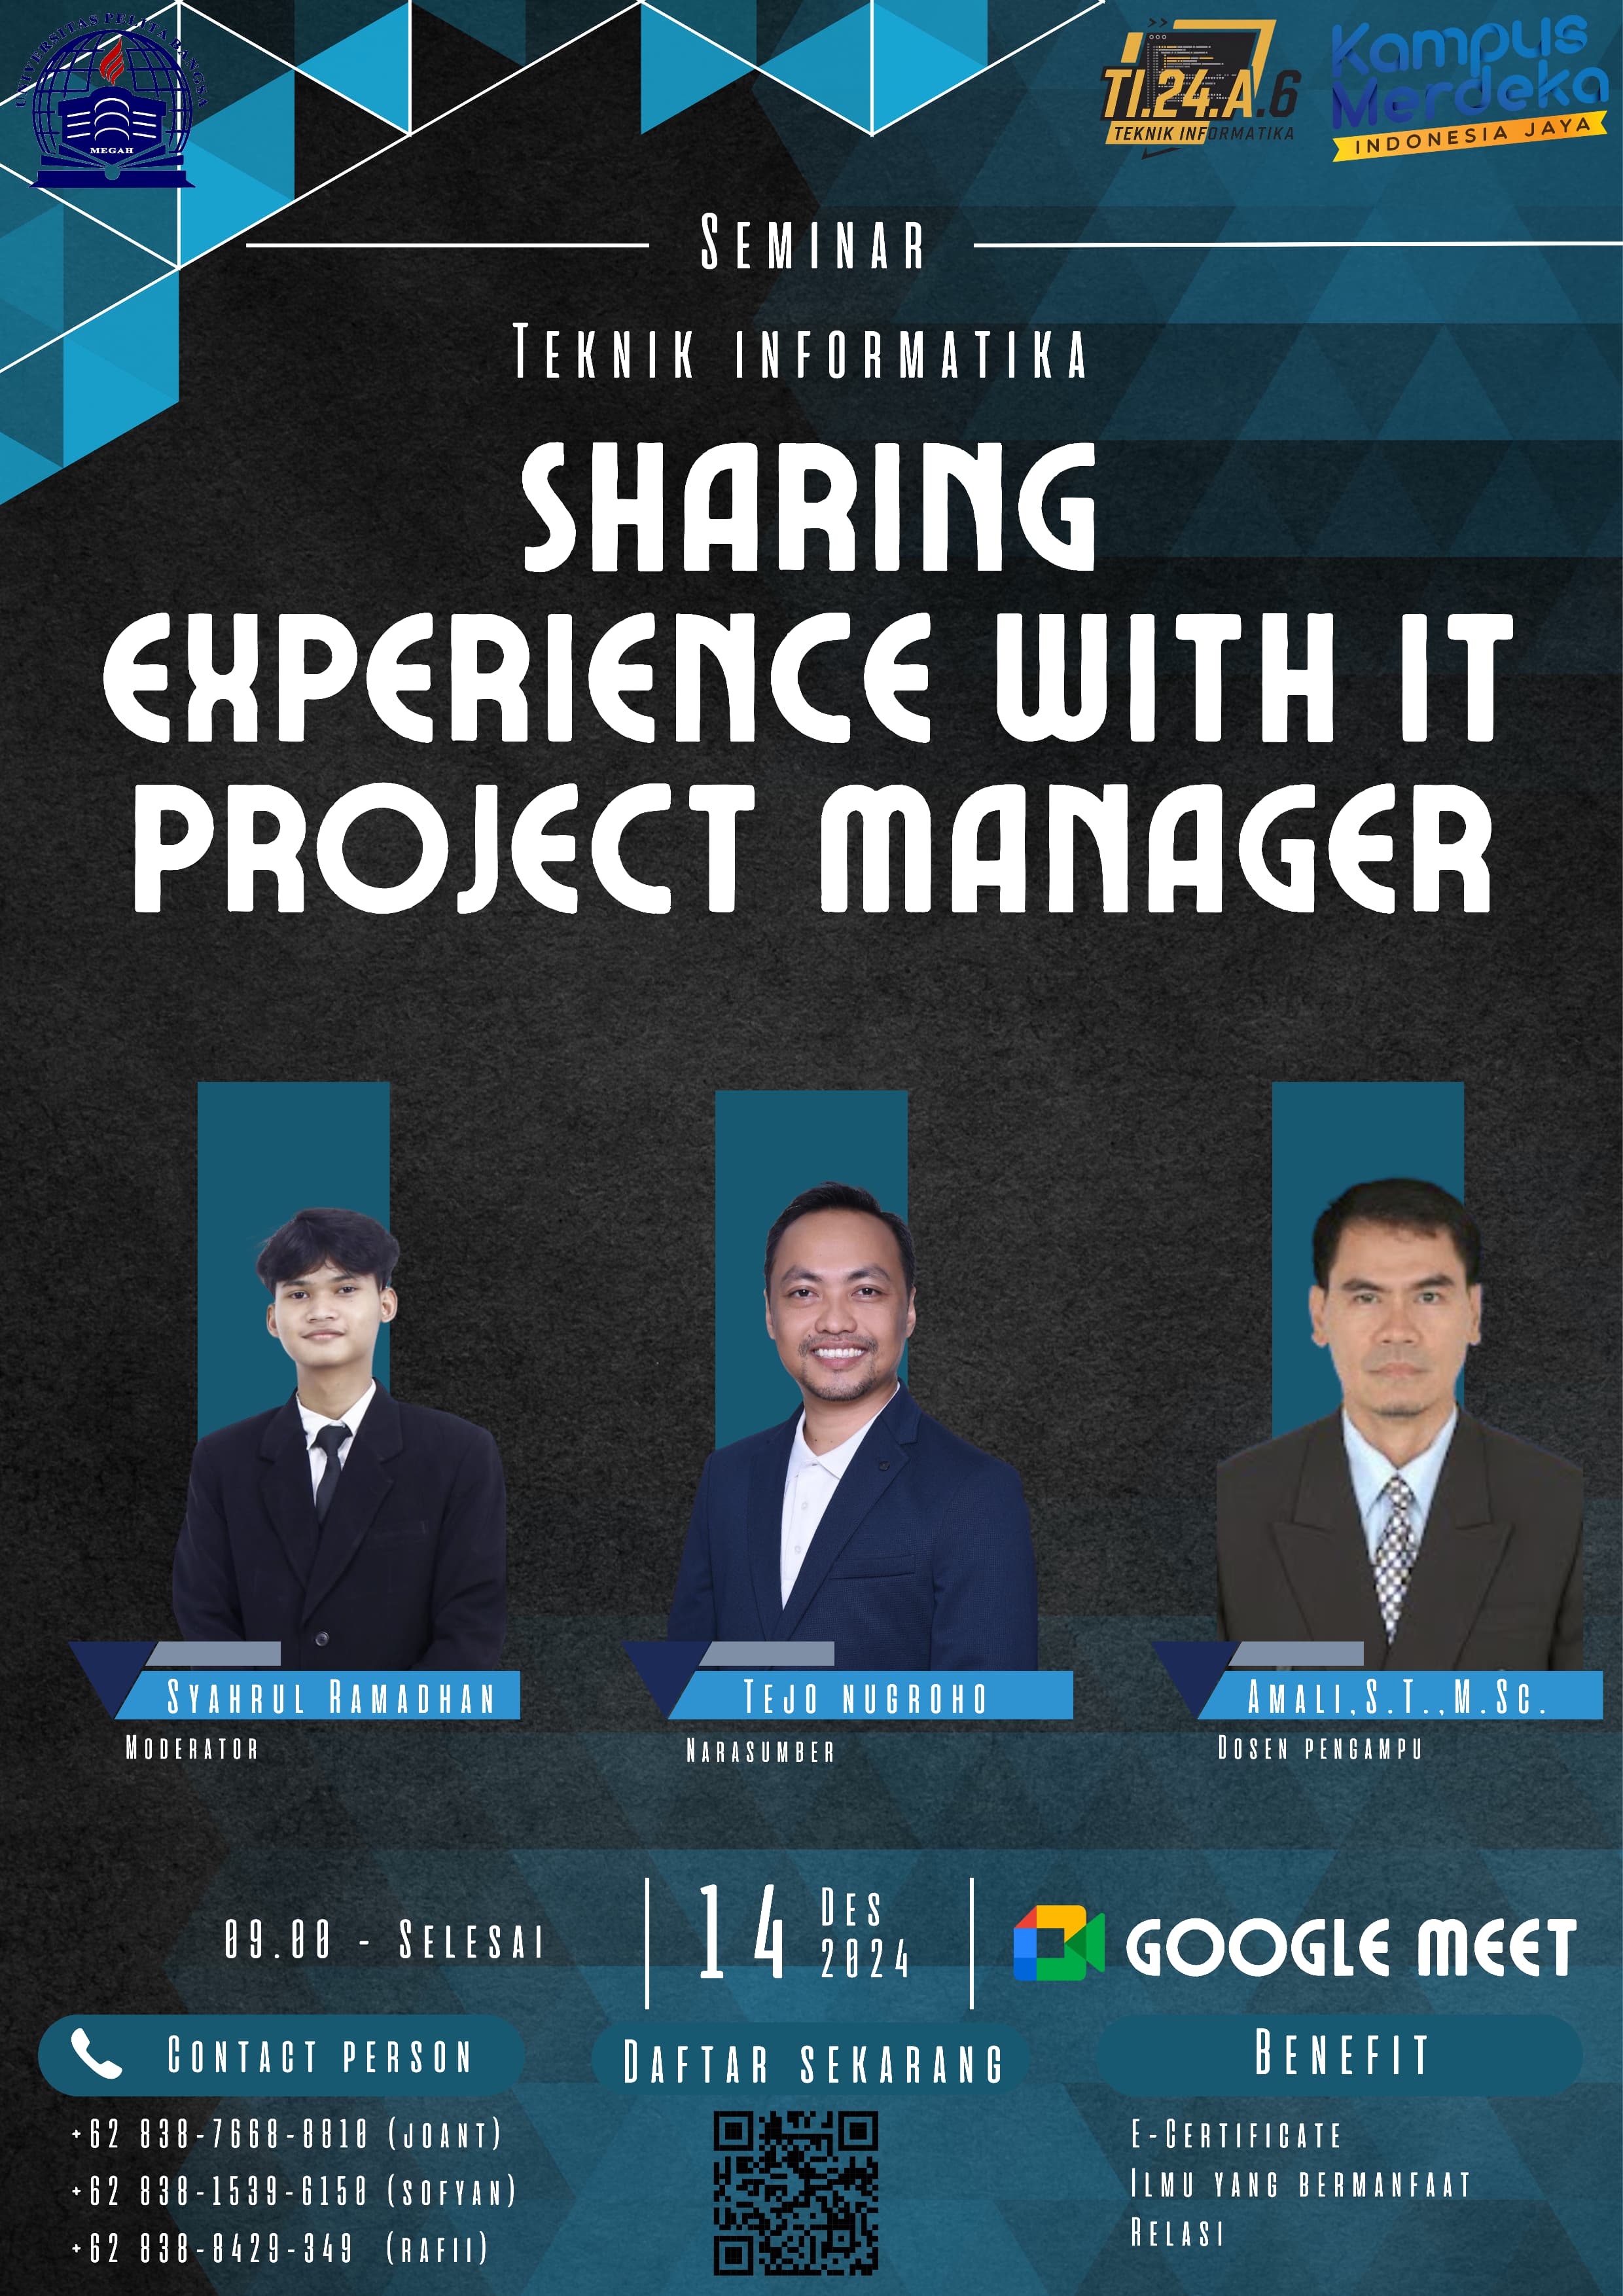 UNIVERSITAS PELITA BANGSA
MEGAH
TI.24.A.6
TEKNIK INFORMATIKA
Kampus
Merdeka
INDONESIA JAYA
SEMINAR
TEKNIK INFORMATIKA
SHARING
EXPERIENCE WITH IT
PROJECT MANAGER
SYAHRUL RAMADHAN
MODERATOR
TEJO NUGROHO
NARASUMBER
AMALI,S.T.,M.SC.
DOSEN PENGAMPU
09.00 - SELESAI
14 DES
2024
GOOGLE MEET
CONTACT PERSON
+62 838-7668-8810 (JOANT)
+62 838-1539-6150 (SOFYAN)
+62 838-8429-349 (RAFII)
DAFTAR SEKARANG
BENEFIT
E-CERTIFICATE
ILMU YANG BERMANFAAT
RELASI